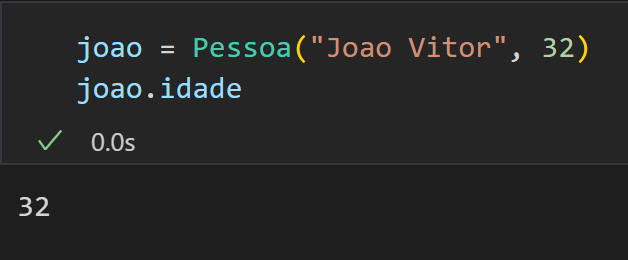 joao = Pessoa("Joao Vitor", 32)
joao.idade
0.0s
32